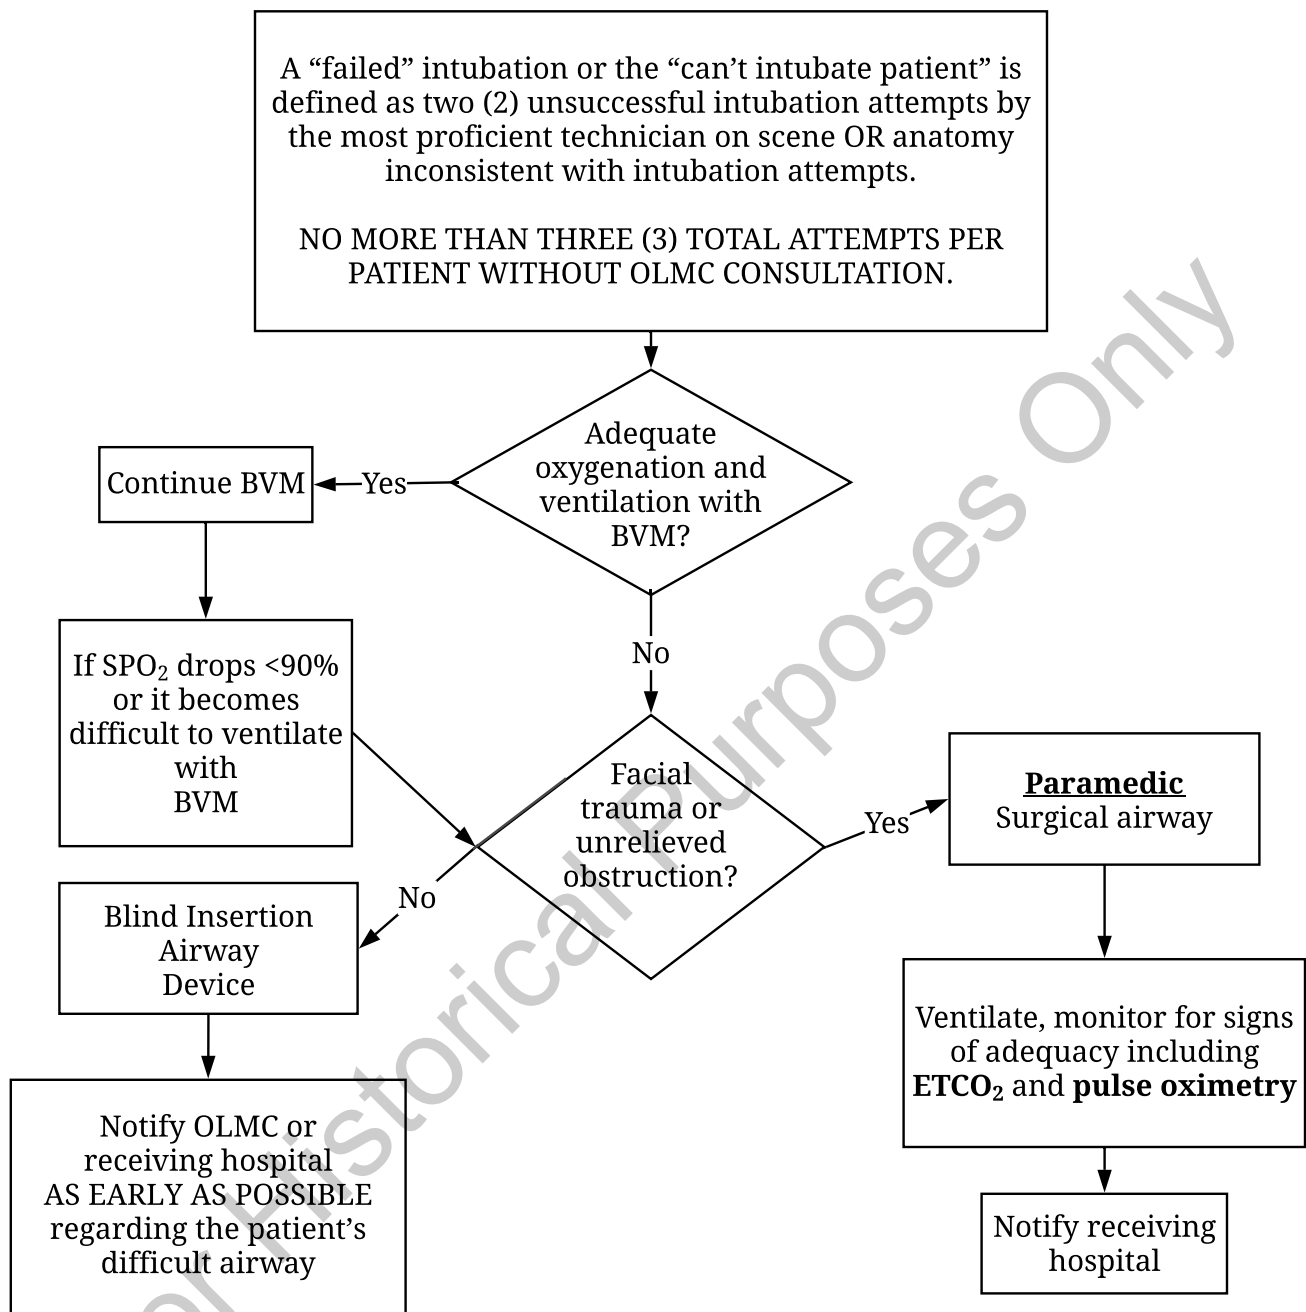 A “failed” intubation or the “can’t intubate patient” is
defined as two (2) unsuccessful intubation attempts by
the most proficient technician on scene OR anatomy
inconsistent with intubation attempts.
NO MORE THAN THREE (3) TOTAL ATTEMPTS PER
PATIENT WITHOUT OLMC CONSULTATION.
Adequate
oxygenation and
ventilation with
BVM?
Yes
Continue BVM
If SPO₂ drops <90%
or it becomes
difficult to ventilate
with
BVM
No
Facial
trauma or
unrelieved
obstruction?
No
Blind Insertion
Airway
Device
Notify OLMC or
receiving hospital
AS EARLY AS POSSIBLE
regarding the patient’s
difficult airway
Yes
Paramedic
Surgical airway
Ventilate, monitor for signs
of adequacy including
ETCO₂ and pulse oximetry
Notify receiving
hospital
Historical Purposes Only